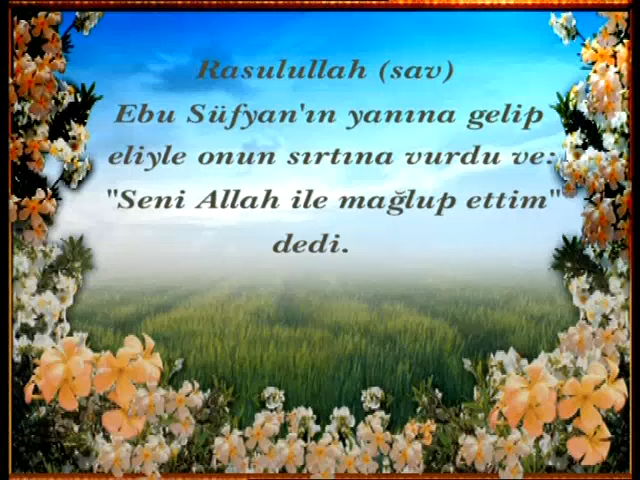 Rasulullah (sav)
Ebu Süfyan'ın yanına gelip
eliyle onun sırtına vurdu ve:
"Seni Allah ile mağlup ettim"
dedi.